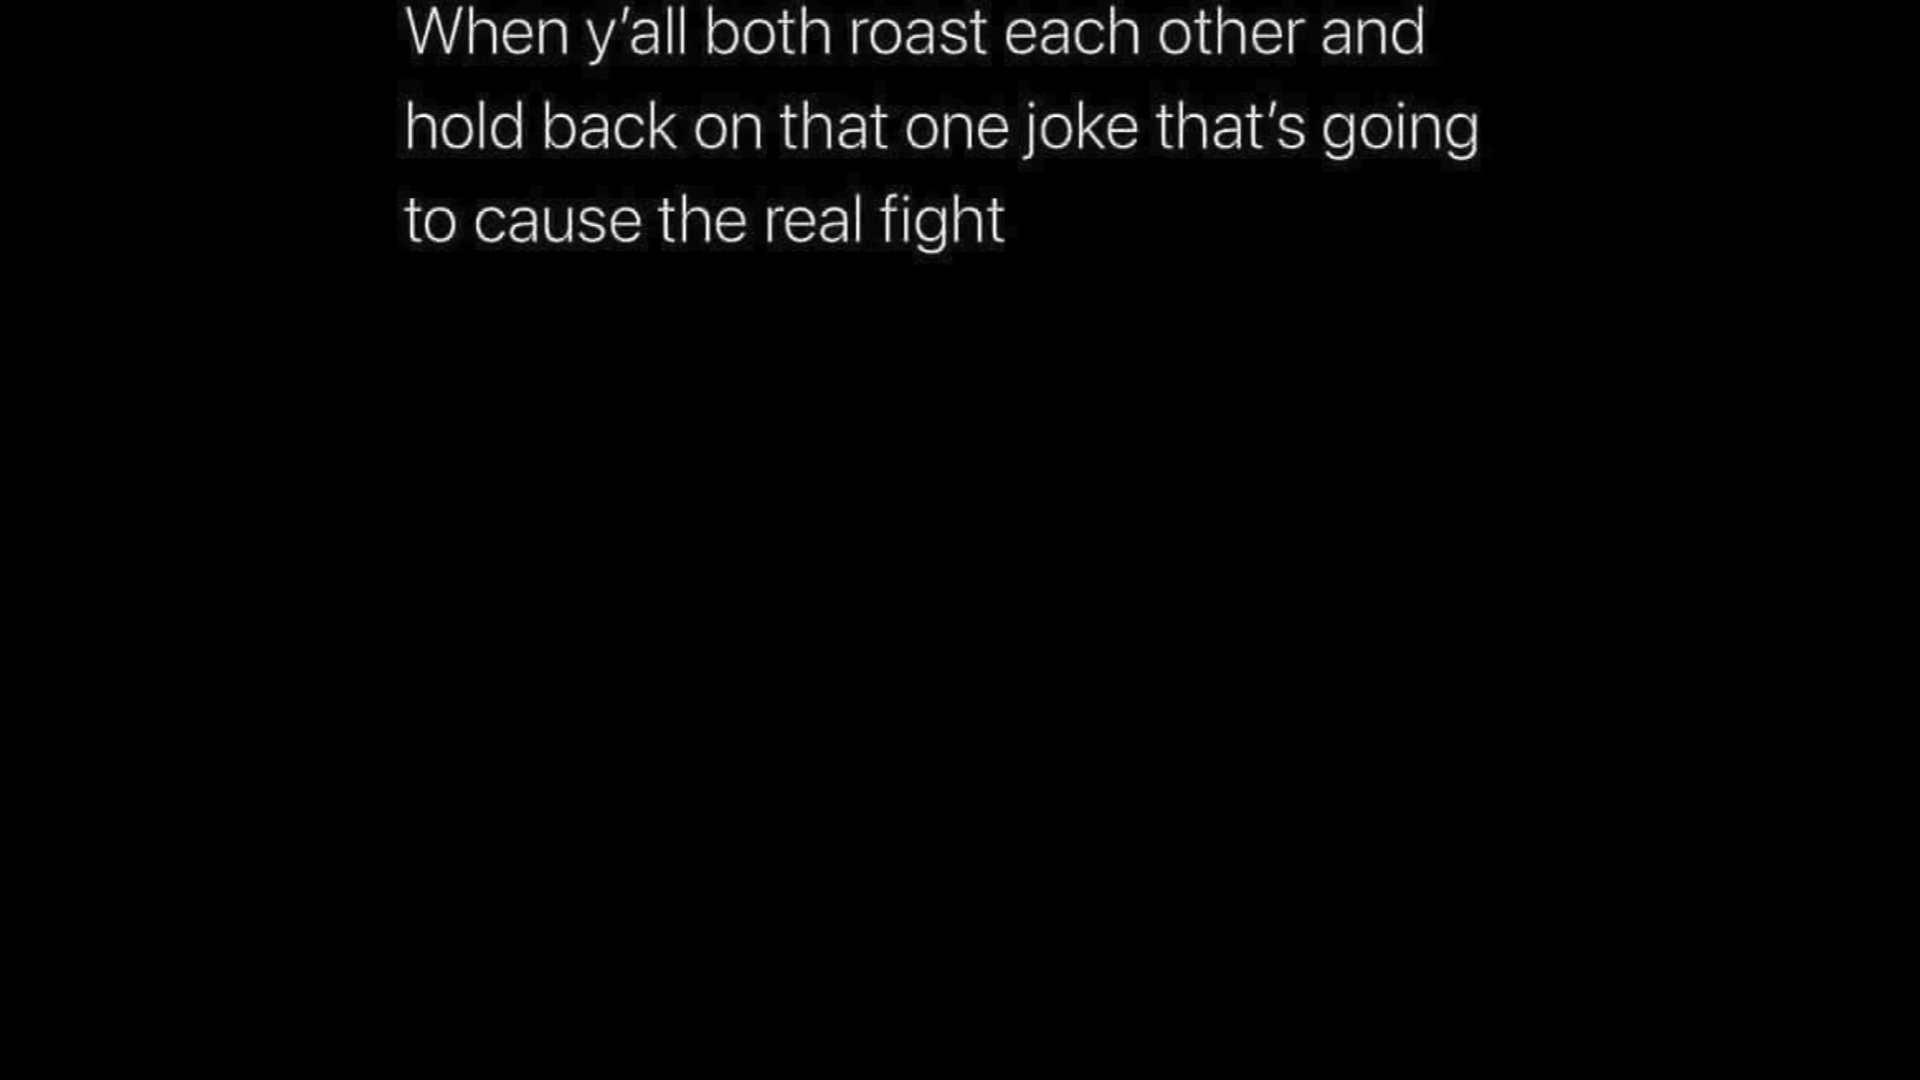 When y’all both roast each other and
hold back on that one joke that’s going
to cause the real fight